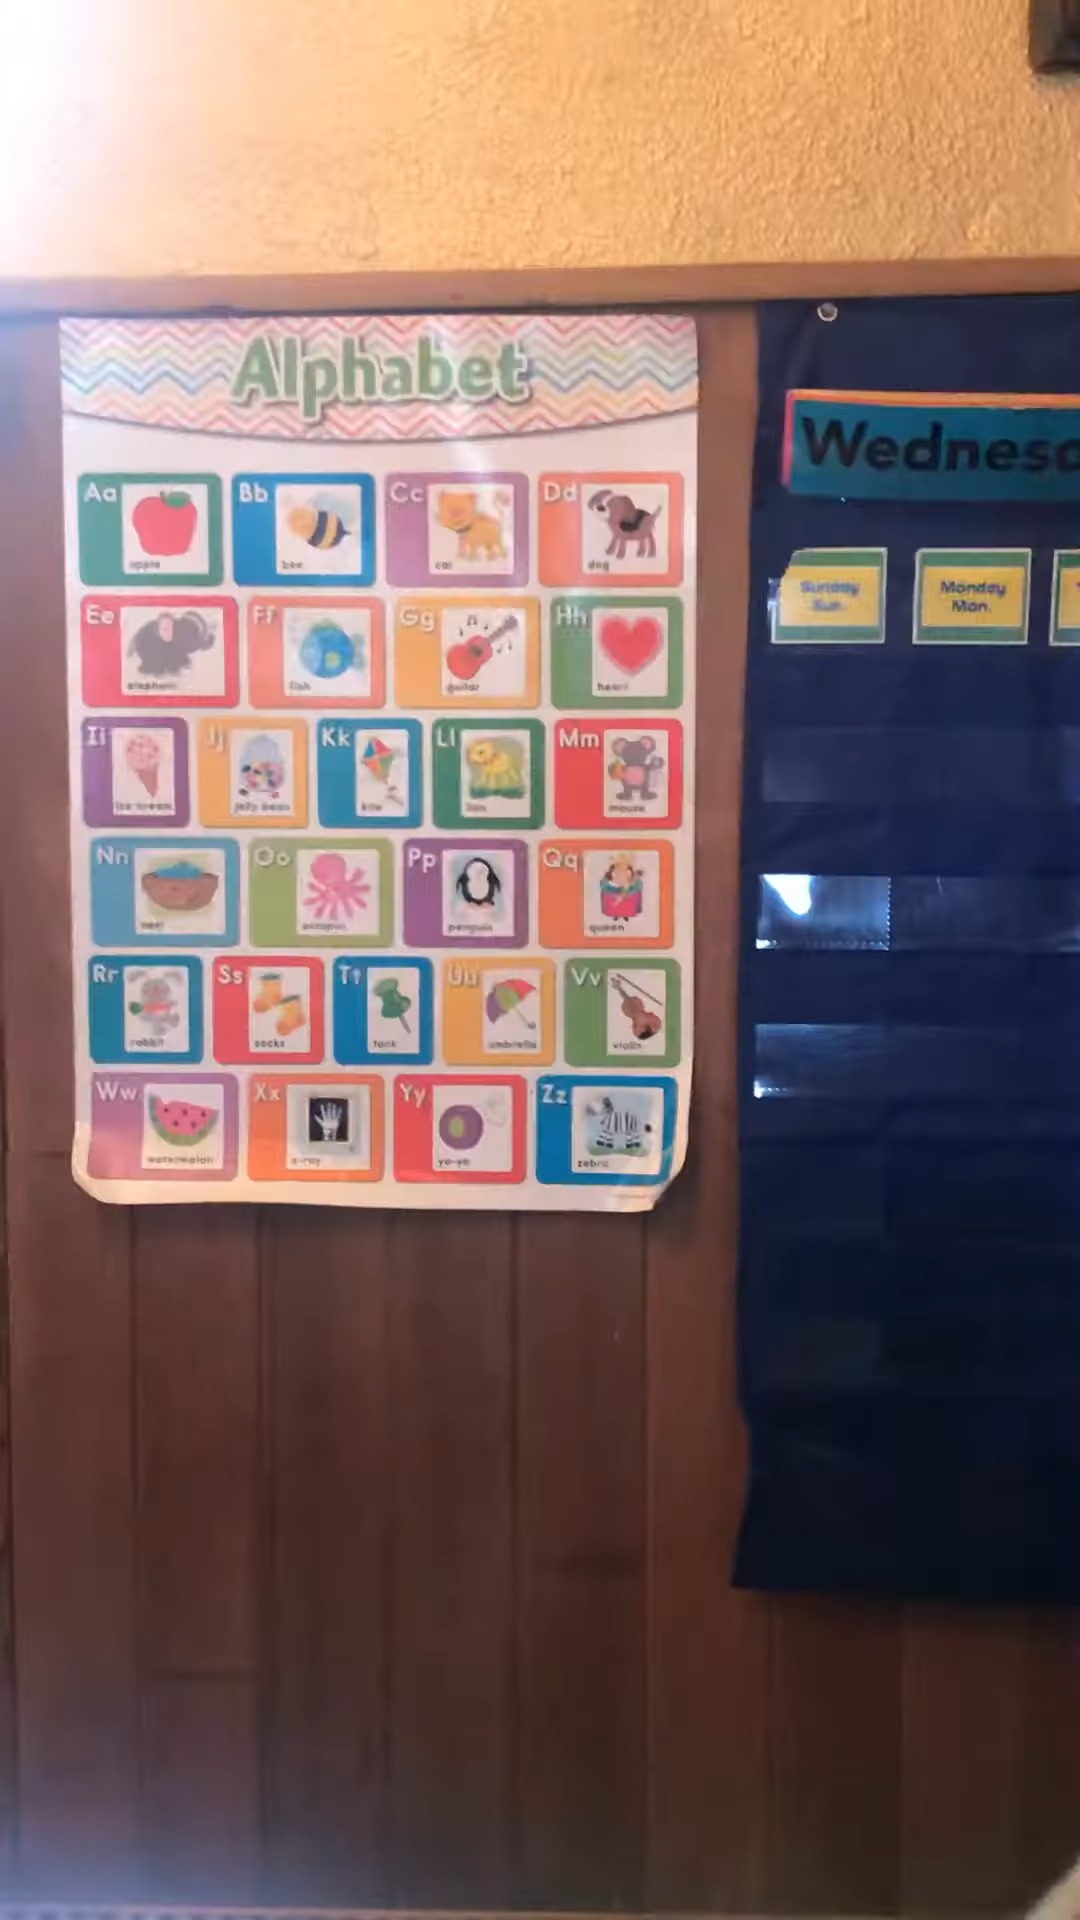 Alphabet
Aa
apple
Bb
bee
Cc
cat
Dd
dog
Ee
elephant
Ff
fish
Gg
guitar
Hh
heart
Ii
ice cream
Jj
jelly bean
Kk
kite
Ll
lion
Mm
mouse
Nn
nest
Oo
octopus
Pp
penguin
Qq
queen
Rr
rabbit
Ss
socks
Tt
tack
Uu
umbrella
Vv
violin
Ww
watermelon
Xx
x-ray
Yy
yo-yo
Zz
zebra
Wednesd
Sunday
Sun.
Monday
Mon.